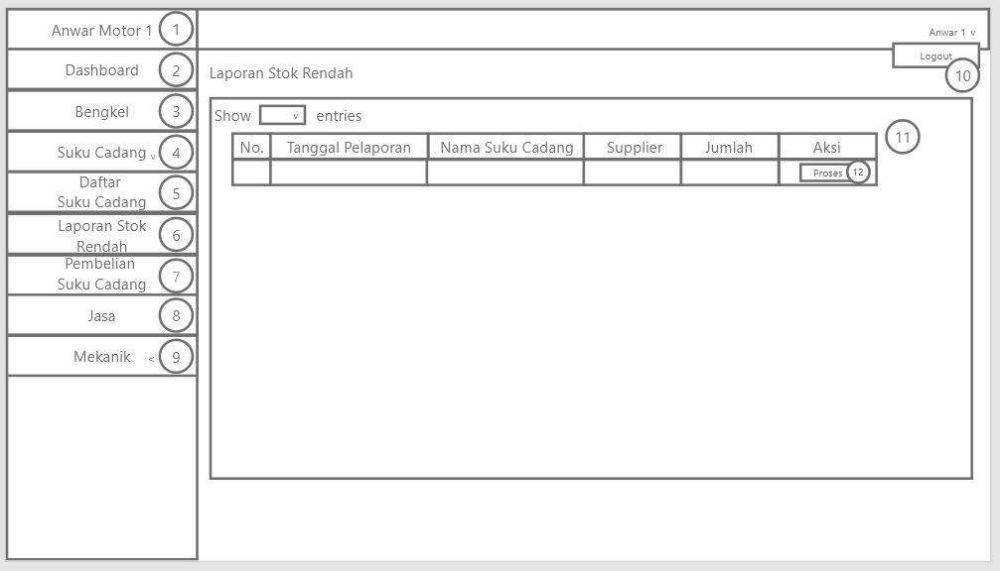 Anwar Motor 1 1
Anwar 1 v
Logout
10
Dashboard 2
Bengkel 3
Suku Cadang v 4
Daftar
Suku Cadang 5
Laporan Stok
Rendah 6
Pembelian
Suku Cadang 7
Jasa 8
Mekanik < 9
Laporan Stok Rendah
Show v entries
11
No. Tanggal Pelaporan Nama Suku Cadang Supplier Jumlah Aksi
Proses 12